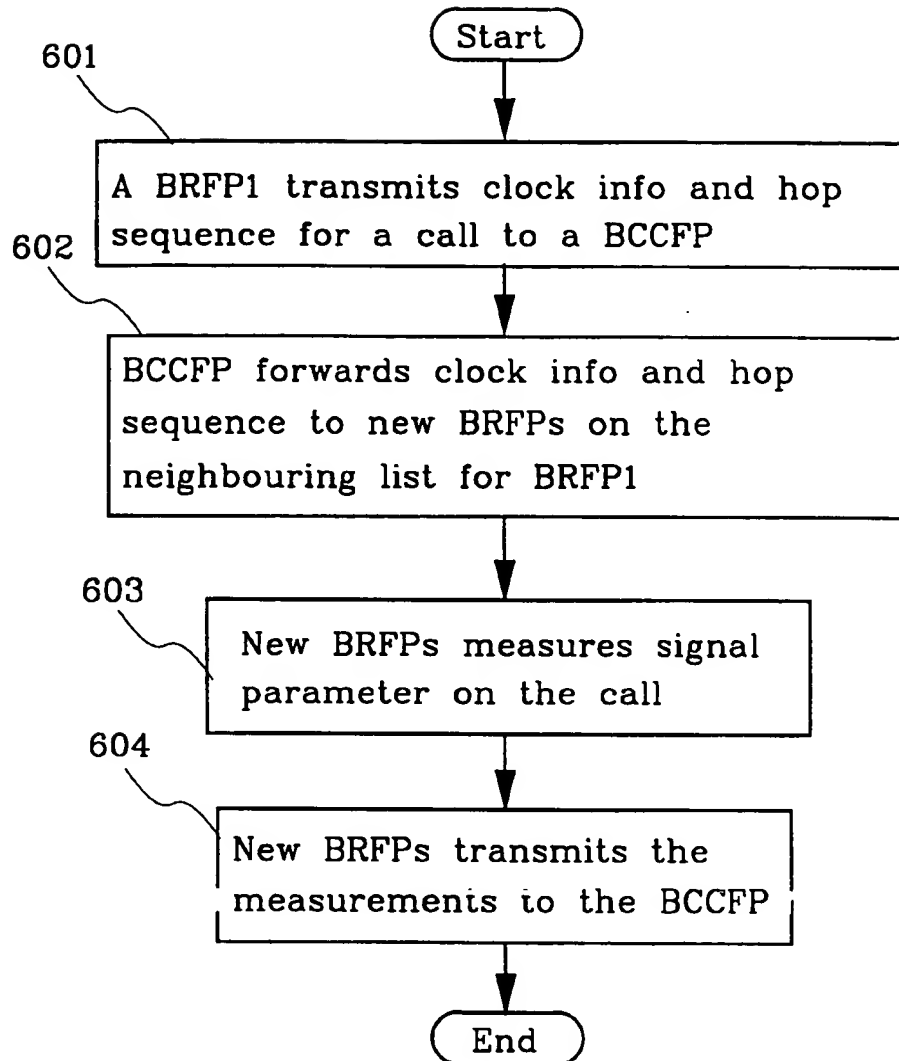 Start
601
A BRFP1 transmits clock info and hop
sequence for a call to a BCCFP
602
BCCFP forwards clock info and hop
sequence to new BRFPs on the
neighbouring list for BRFP1
603
New BRFPs measures signal
parameter on the call
604
New BRFPs transmits the
measurements to the BCCFP
End